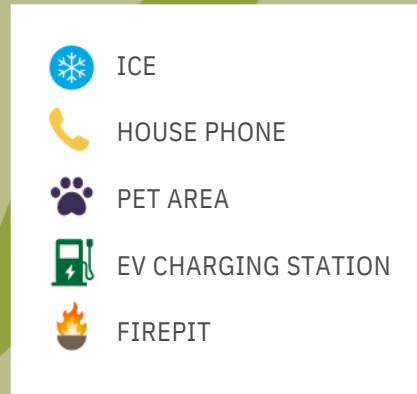 ICE
HOUSE PHONE
PET AREA
EV CHARGING STATION
FIREPIT